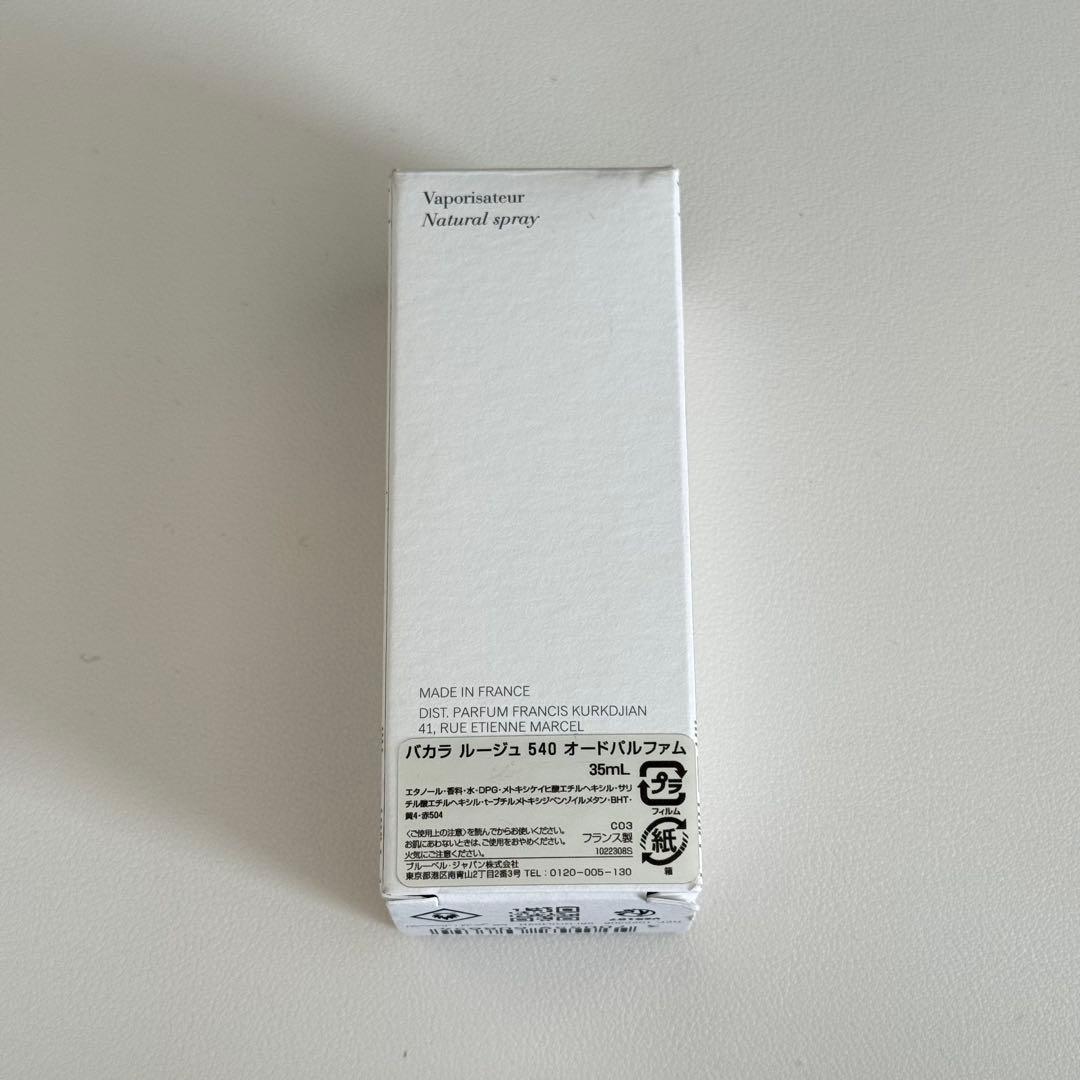 Vaporisateur
Natural spray
MADE IN FRANCE
DIST. PARFUM FRANCIS KURKDJIAN
41, RUE ETIENNE MARCEL
バカラ ルージュ 540 オードパルファム
35mL
プラ
フィルム
エタノール・香料・水・DPG・メトキシケイヒ酸エチルヘキシル・サリ
チル酸エチルヘキシル・t-ブチルメトキシジベンゾイルメタン・BHT・
黄4・赤504
〈ご使用上の注意〉を読んでからお使いください。
お肌にあわないときは、ご使用をおやめください。
火気にご注意ください。
C03
フランス製
1022308S
紙
箱
ブルーベル・ジャパン株式会社
東京都港区南青山2丁目2番3号 TEL:0120-005-130